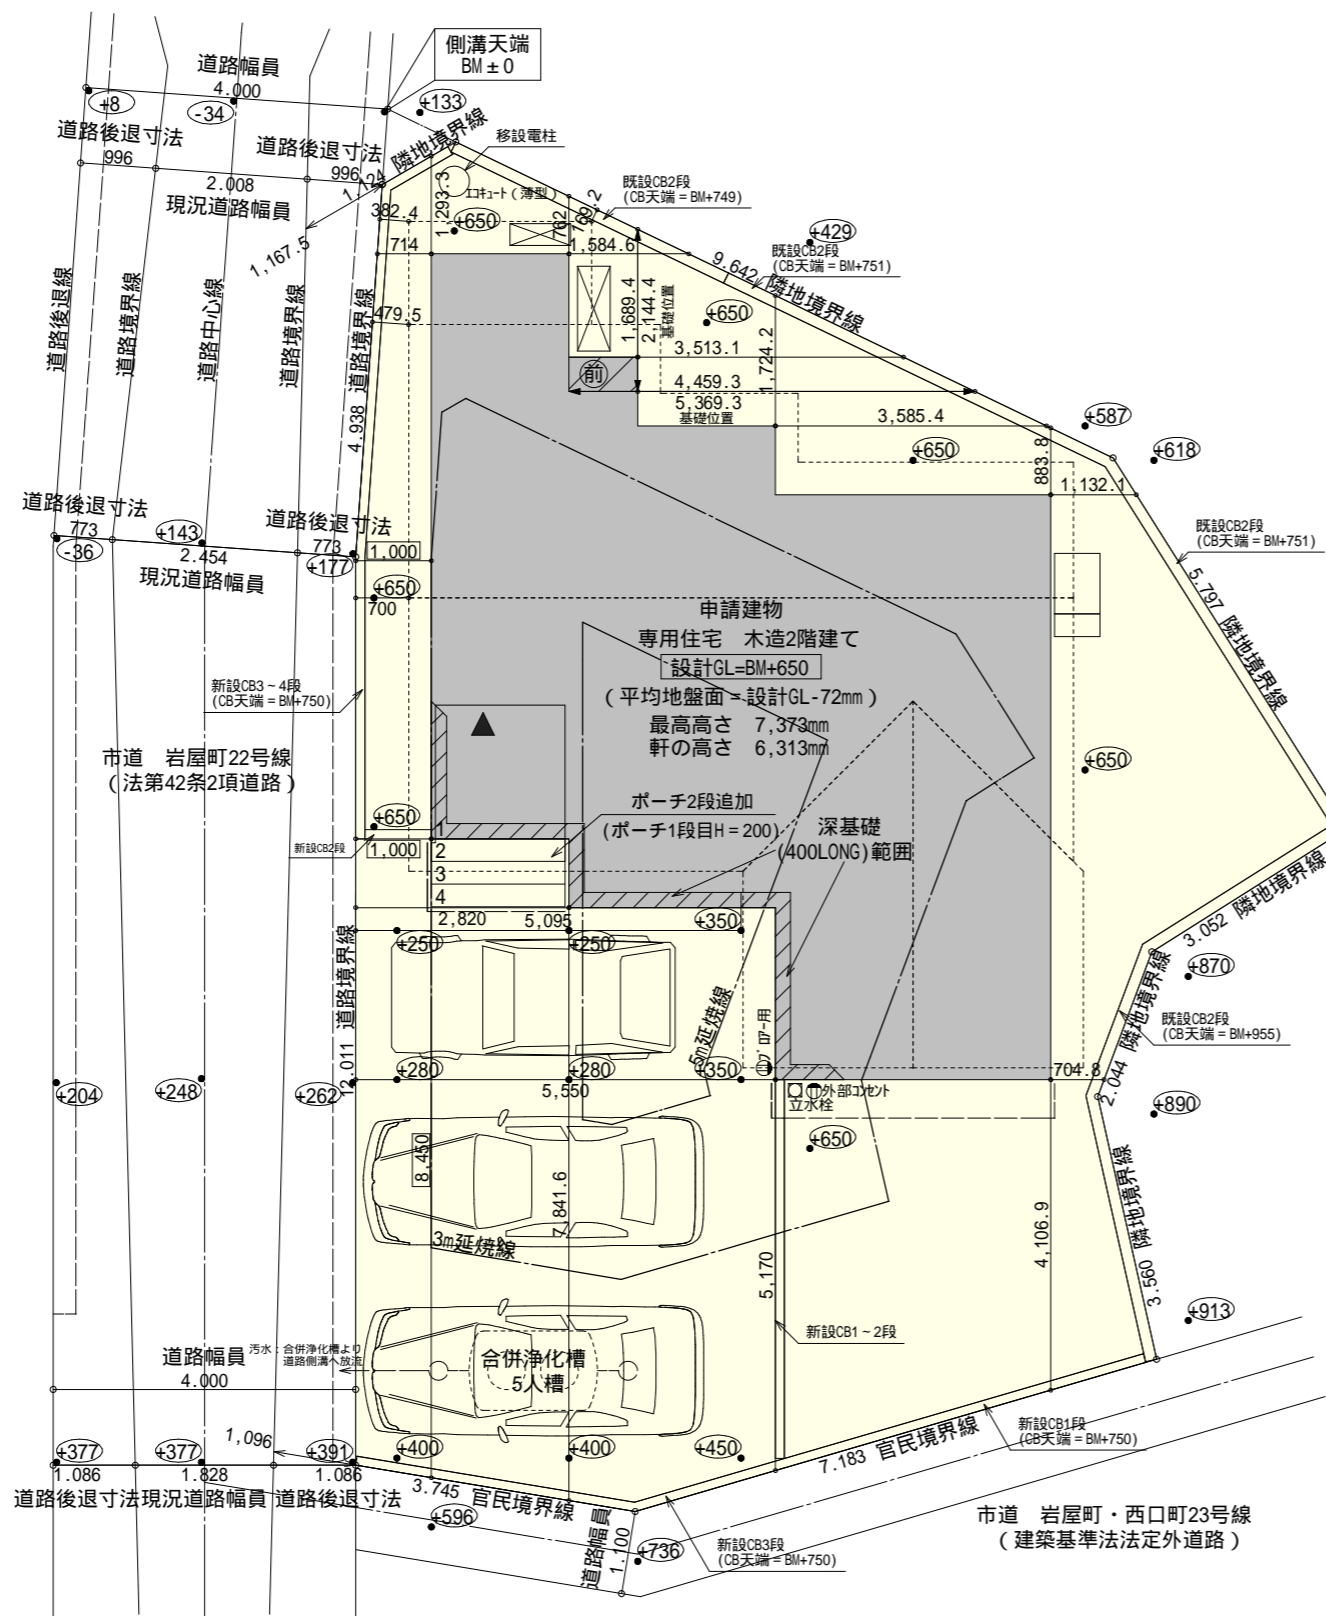 側溝天端
BM±0
道路幅員
4.000
+8
-34
+133
道路後退寸法
996
2.008
現況道路幅員
道路後退寸法
996
1.124
隣地境界線
移設電柱
1,167.5
382.4
1,293.3
ｴｺｷｭｰﾄ(薄型)
+650
762
169.2
既設CB2段
(CB天端=BM+749)
714
1,584.6
+429
9.642
隣地境界線
既設CB2段
(CB天端=BM+751)
道路後退線
道路境界線
道路中心線
道路境界線
4.938 道路境界線
479.5
1,689.4
2,144.4
基礎位置
+650
1,724.2
3,513.1
前
4,459.3
5,369.3
基礎位置
3,585.4
+587
+618
+650
883.8
1,132.1
既設CB2段
(CB天端=BM+751)
5.797 隣地境界線
道路後退寸法
773
-36
+143
2.454
現況道路幅員
道路後退寸法
773
+177
1,000
+650
700
申請建物
専用住宅 木造2階建て
設計GL=BM+650
(平均地盤面=設計GL-72mm)
最高高さ 7,373mm
軒の高さ 6,313mm
新設CB3~4段
(CB天端=BM+750)
市道 岩屋町22号線
(法第42条2項道路)
▲
+650
ポーチ2段追加
(ポーチ1段目H=200)
深基礎
(400LONG)範囲
+650
新設CB2段
1,000
1
2
3
4
2,820
5,095
+350
+250
+250
3.052 隣地境界線
+870
既設CB2段
(CB天端=BM+955)
2.044 隣地境界線
12.011 道路境界線
5m延焼線
ﾌﾞﾛｱｰ用
+204
+248
+262
+280
+280
+350
5,550
704.8
外部ｺﾝｾﾝﾄ
立水栓
+890
+650
8,450
7,841.6
3m延焼線
5,170
4,106.9
3.560 隣地境界線
+913
新設CB1~2段
汚水:合併浄化槽より
道路側溝へ放流
道路幅員
4.000
合併浄化槽
5人槽
1,096
+377
+377
+391
+400
+400
+450
1.086
1.828
1.086
道路後退寸法
現況道路幅員
道路後退寸法
3.745 官民境界線
7.183 官民境界線
新設CB1段
(CB天端=BM+750)
+596
道路幅員
1.100
+736
新設CB3段
(CB天端=BM+750)
市道 岩屋町・西口町23号線
(建築基準法法定外道路)